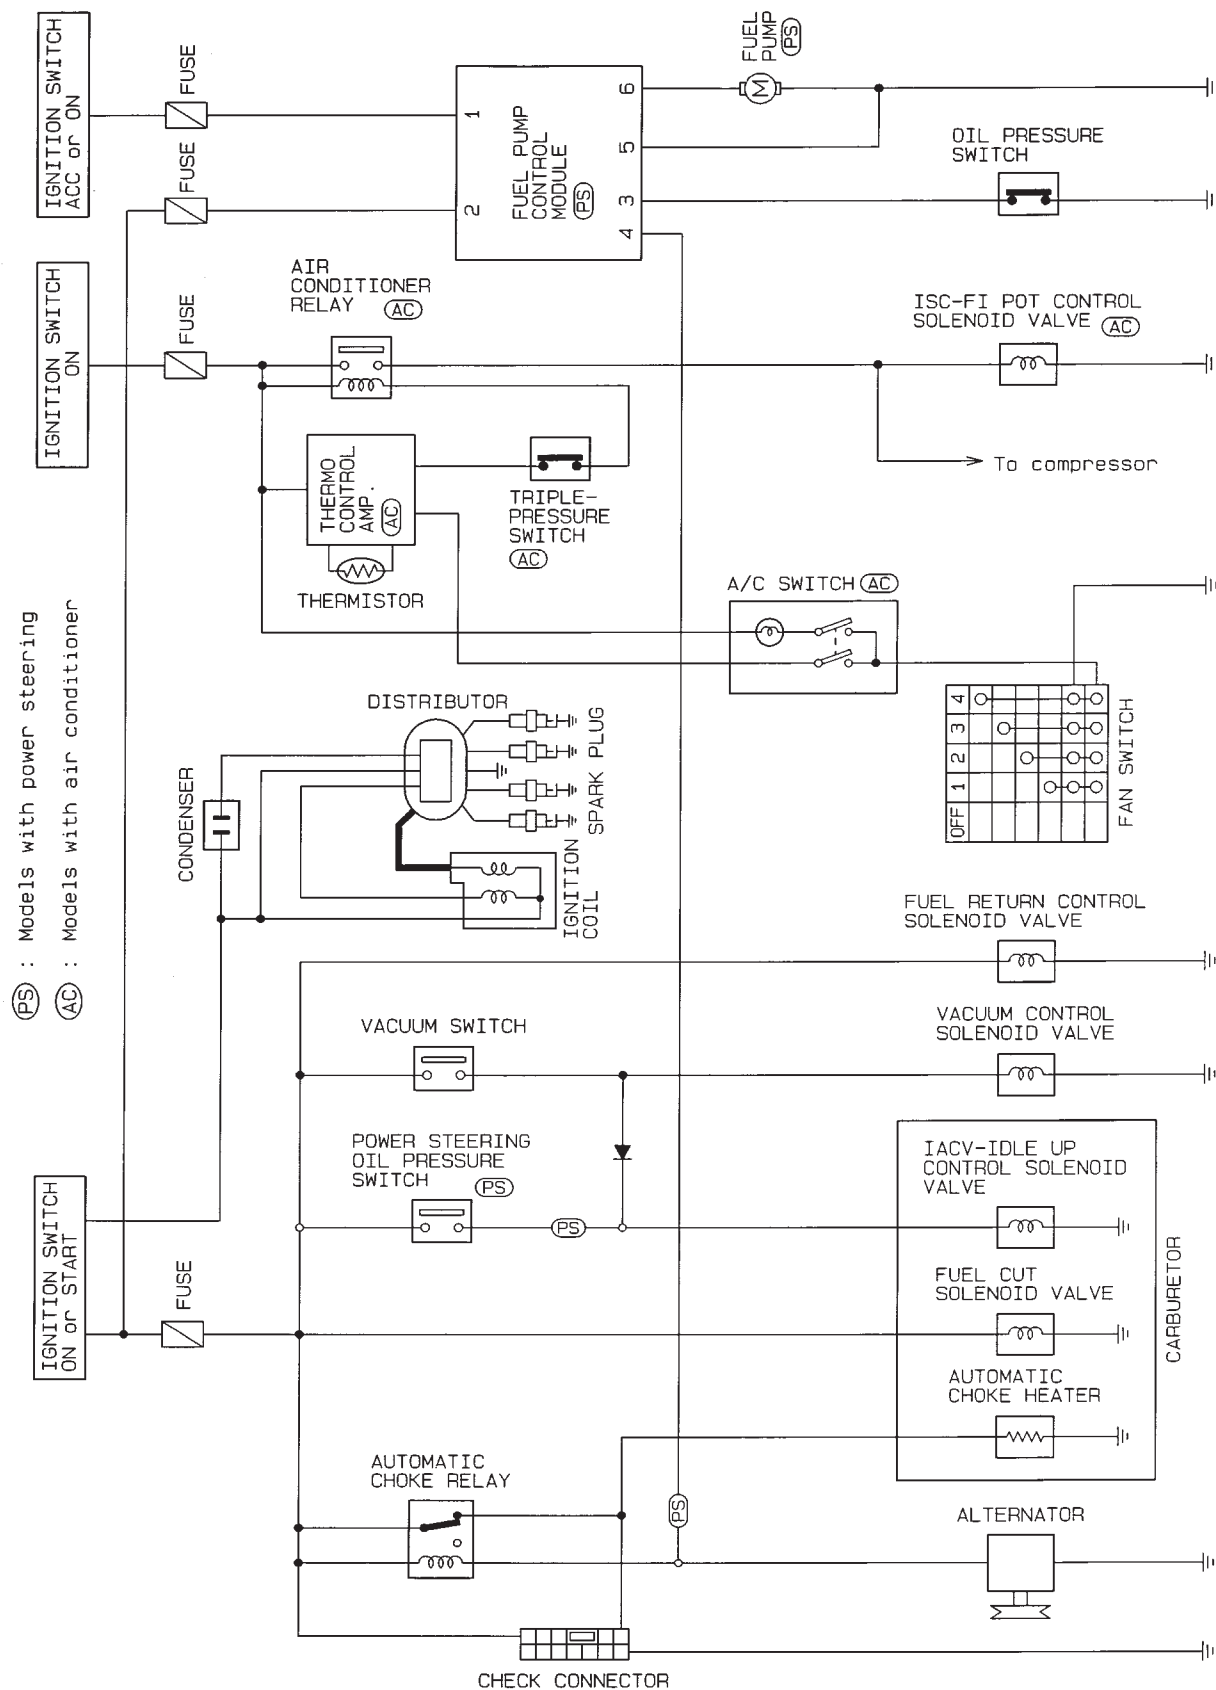 IGNITION SWITCH
ACC or ON
FUSE
FUSE
1
2
FUEL PUMP
CONTROL
MODULE
PS
6
5
3
4
FUEL
PUMP
PS
M
OIL PRESSURE
SWITCH
IGNITION SWITCH
ON
FUSE
AIR
CONDITIONER
RELAY AC
ISC-FI POT CONTROL
SOLENOID VALVE AC
To compressor
THERMO
CONTROL
AMP.
AC
THERMISTOR
TRIPLE-
PRESSURE
SWITCH
AC
A/C SWITCH AC
PS : Models with power steering
AC : Models with air conditioner
DISTRIBUTOR
SPARK PLUG
CONDENSER
IGNITION
COIL
OFF 1 2 3 4
FAN SWITCH
FUEL RETURN CONTROL
SOLENOID VALVE
VACUUM SWITCH
VACUUM CONTROL
SOLENOID VALVE
IGNITION SWITCH
ON or START
FUSE
POWER STEERING
OIL PRESSURE
SWITCH PS
PS
IACV-IDLE UP
CONTROL SOLENOID
VALVE
FUEL CUT
SOLENOID VALVE
AUTOMATIC
CHOKE HEATER
CARBURETOR
AUTOMATIC
CHOKE RELAY
PS
ALTERNATOR
CHECK CONNECTOR